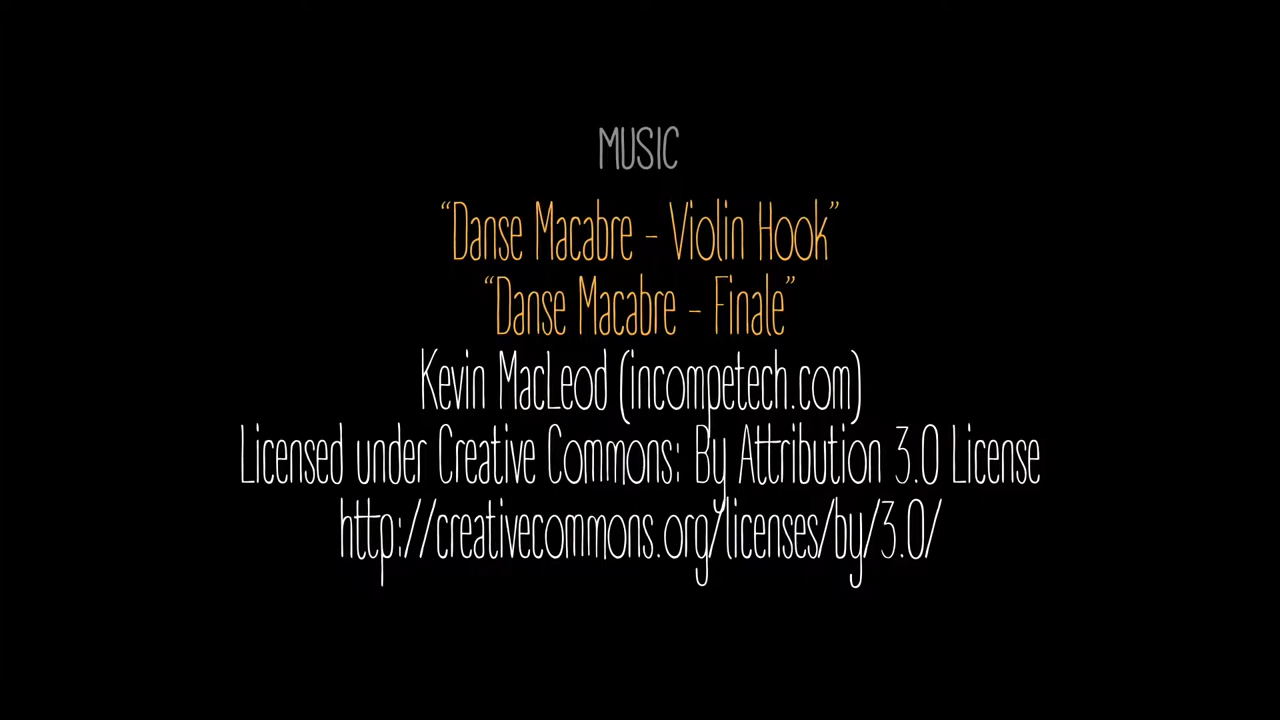 MUSIC
“Danse Macabre - Violin Hook”
“Danse Macabre - Finale”
Kevin MacLeod (incompetech.com)
Licensed under Creative Commons: By Attribution 3.0 License
http://creativecommons.org/licenses/by/3.0/